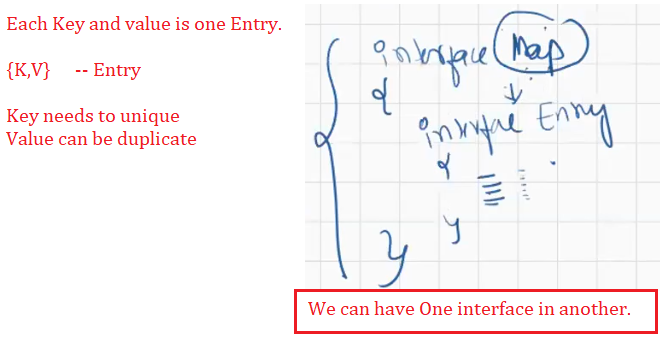 Each Key and value is one Entry.
{K,V} -- Entry
Key needs to unique
Value can be duplicate
interface Map
{
interface Entry
{
}
}
We can have One interface in another.